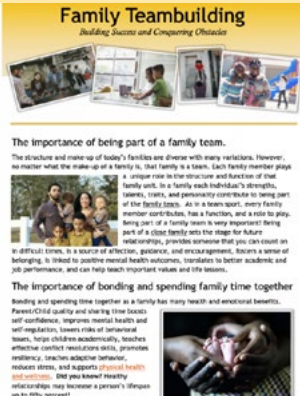 Family Teambuilding
Building Success and Conquering Obstacles
The importance of being part of a family team.
The structure and make-up of today's families are diverse with many variations. However,
no matter what the make-up of a family is, that family is a team. Each family member plays
a unique role in the structure and function of that
family unit. In a family each individual's strengths,
talents, traits, and personality contribute to being part
of the family team. As in a team sport, every family
member contributes, has a function, and a role to play.
Being part of a family team is very important! Being
part of a close family sets the stage for future
relationships, provides someone that you can count on
in difficult times, is a source of affection, guidance, and encouragement, fosters a sense of
belonging, is linked to positive mental health outcomes, translates to better academic and
job performance, and can help teach important values and life lessons.
The importance of bonding and spending family time together
Bonding and spending time together as a family has many health and emotional benefits.
Parent/Child quality and sharing time boosts
self-confidence, improves mental health and
self-regulation, lowers risks of behavioral
issues, helps children academically, teaches
effective conflict resolutions skills, promotes
resiliency, teaches adaptive behavior,
reduces stress, and supports physical health
and wellness. Did you know? Healthy
relationships may increase a person's lifespan
up to fifty percent!